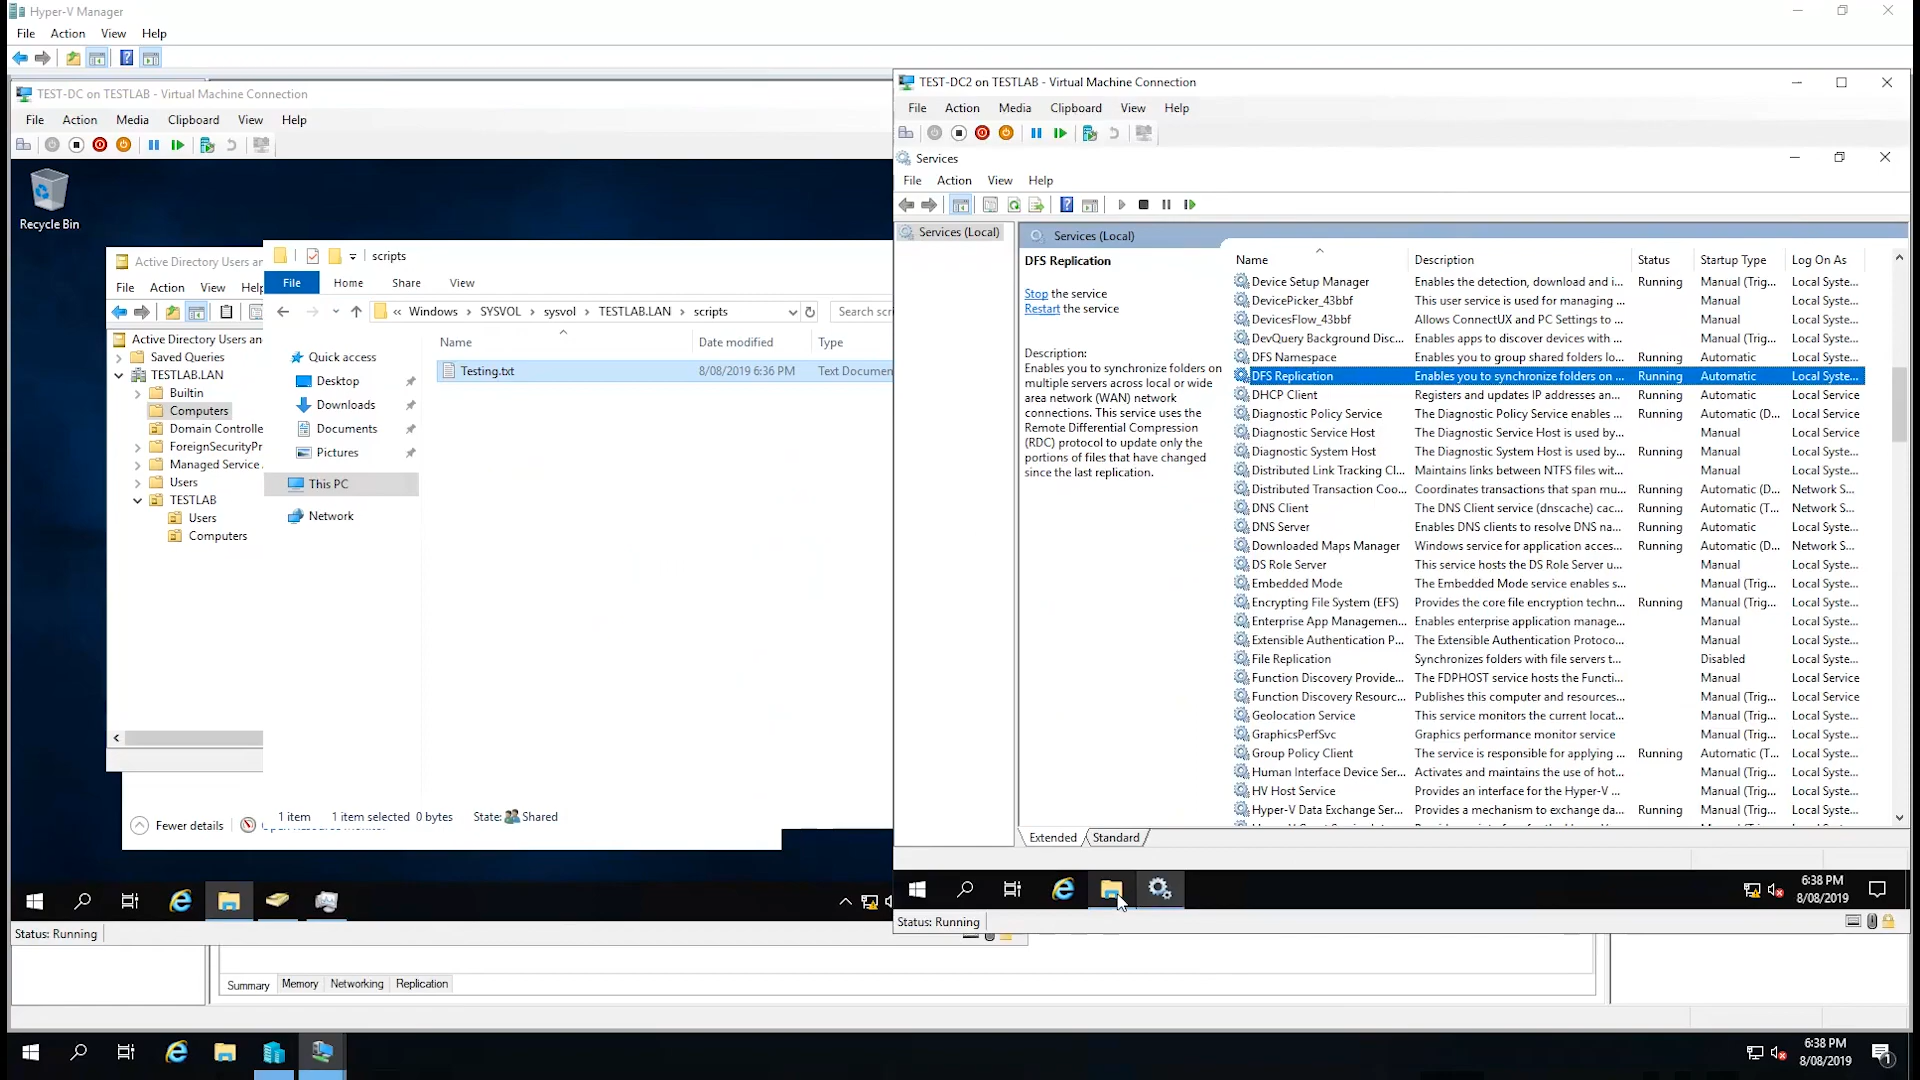 Hyper-V Manager
File Action View Help
TEST-DC on TESTLAB - Virtual Machine Connection
File Action Media Clipboard View Help
Recycle Bin
Active Directory Users an
File Action View Hel
Active Directory Users an
Saved Queries
TESTLAB.LAN
Builtin
Computers
Domain Controlle
ForeignSecurityPr
Managed Service
Users
TESTLAB
Users
Computers
Fewer details
scripts
File Home Share View
« Windows › SYSVOL › sysvol › TESTLAB.LAN › scripts
Search scri
Name Date modified Type
Testing.txt 8/08/2019 6:36 PM Text Documen
Quick access
Desktop
Downloads
Documents
Pictures
This PC
Network
1 item 1 item selected 0 bytes State: Shared
Status: Running
Summary Memory Networking Replication
TEST-DC2 on TESTLAB - Virtual Machine Connection
File Action Media Clipboard View Help
Services
File Action View Help
Services (Local)
Services (Local)
DFS Replication
Stop the service
Restart the service
Description:
Enables you to synchronize folders on
multiple servers across local or wide
area network (WAN) network
connections. This service uses the
Remote Differential Compression
(RDC) protocol to update only the
portions of files that have changed
since the last replication.
Name Description Status Startup Type Log On As
Device Setup Manager Enables the detection, download and i... Running Manual (Trig... Local Syste...
DevicePicker_43bbf This user service is used for managing ... Manual Local Syste...
DevicesFlow_43bbf Allows ConnectUX and PC Settings to ... Manual Local Syste...
DevQuery Background Disc... Enables apps to discover devices with ... Manual (Trig... Local Syste...
DFS Namespace Enables you to group shared folders lo... Running Automatic Local Syste...
DFS Replication Enables you to synchronize folders on ... Running Automatic Local Syste...
DHCP Client Registers and updates IP addresses an... Running Automatic Local Service
Diagnostic Policy Service The Diagnostic Policy Service enables ... Running Automatic (D... Local Service
Diagnostic Service Host The Diagnostic Service Host is used by... Manual Local Service
Diagnostic System Host The Diagnostic System Host is used by... Running Manual Local Syste...
Distributed Link Tracking Cl... Maintains links between NTFS files wit... Manual Local Syste...
Distributed Transaction Coo... Coordinates transactions that span mu... Running Automatic (D... Network S...
DNS Client The DNS Client service (dnscache) cac... Running Automatic (T... Network S...
DNS Server Enables DNS clients to resolve DNS na... Running Automatic Local Syste...
Downloaded Maps Manager Windows service for application acces... Running Automatic (D... Network S...
DS Role Server This service hosts the DS Role Server u... Manual Local Syste...
Embedded Mode The Embedded Mode service enables s... Manual (Trig... Local Syste...
Encrypting File System (EFS) Provides the core file encryption techn... Running Manual (Trig... Local Syste...
Enterprise App Managemen... Enables enterprise application manage... Manual Local Syste...
Extensible Authentication P... The Extensible Authentication Protoco... Manual Local Syste...
File Replication Synchronizes folders with file servers t... Disabled Local Syste...
Function Discovery Provide... The FDPHOST service hosts the Functi... Manual Local Service
Function Discovery Resourc... Publishes this computer and resources... Manual (Trig... Local Service
Geolocation Service This service monitors the current locat... Manual (Trig... Local Syste...
GraphicsPerfSvc Graphics performance monitor service Manual (Trig... Local Syste...
Group Policy Client The service is responsible for applying ... Running Automatic (T... Local Syste...
Human Interface Device Ser... Activates and maintains the use of hot... Manual (Trig... Local Syste...
HV Host Service Provides an interface for the Hyper-V ... Manual (Trig... Local Syste...
Hyper-V Data Exchange Ser... Provides a mechanism to exchange da... Running Manual (Trig... Local Syste...
Extended Standard
6:38 PM
8/08/2019
Status: Running
6:38 PM
8/08/2019
1